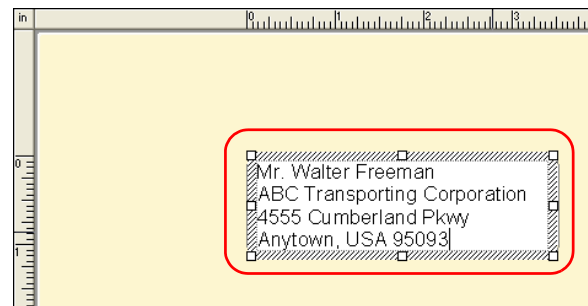 in
0 1 2 3
0
Mr. Walter Freeman
ABC Transporting Corporation
4555 Cumberland Pkwy
Anytown, USA 95093
1